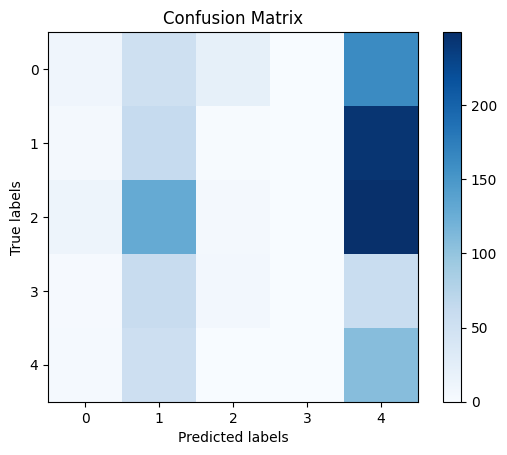 Confusion Matrix
0
1
2
3
4
True labels
0 1 2 3 4
Predicted labels
200
150
100
50
0